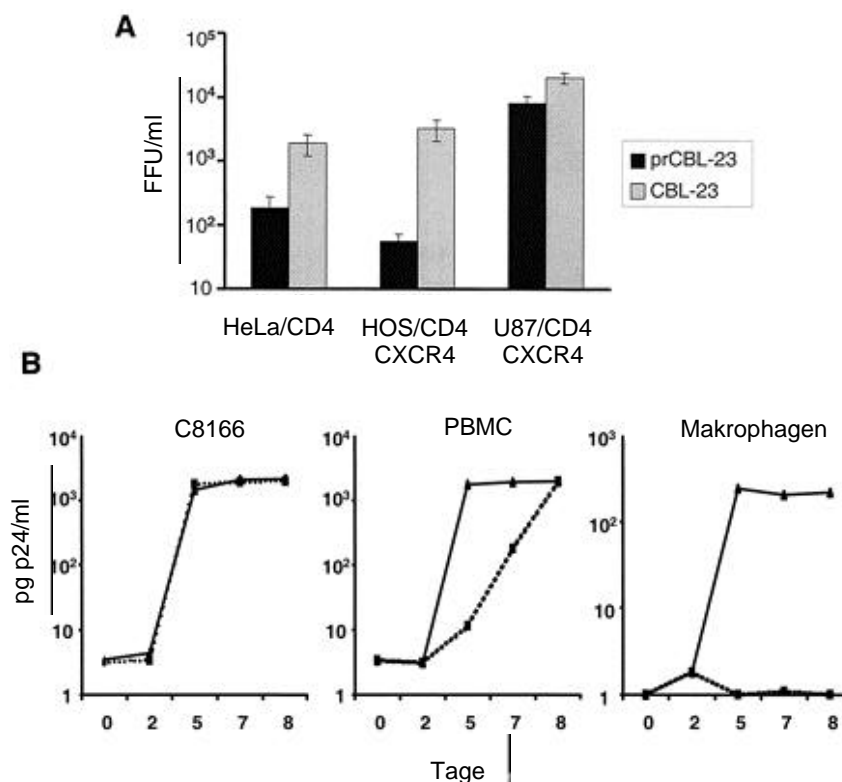 A
FFU/ml
10⁵
10⁴
10³
10²
10
prCBL-23
CBL-23
HeLa/CD4
HOS/CD4
CXCR4
U87/CD4
CXCR4
B
pg p24/ml
C8166
10⁴
10³
10²
10
1
0 2 5 7 8
PBMC
10⁴
10³
10²
10
1
0 2 5 7 8
Makrophagen
10³
10²
10
1
0 2 5 7 8
Tage